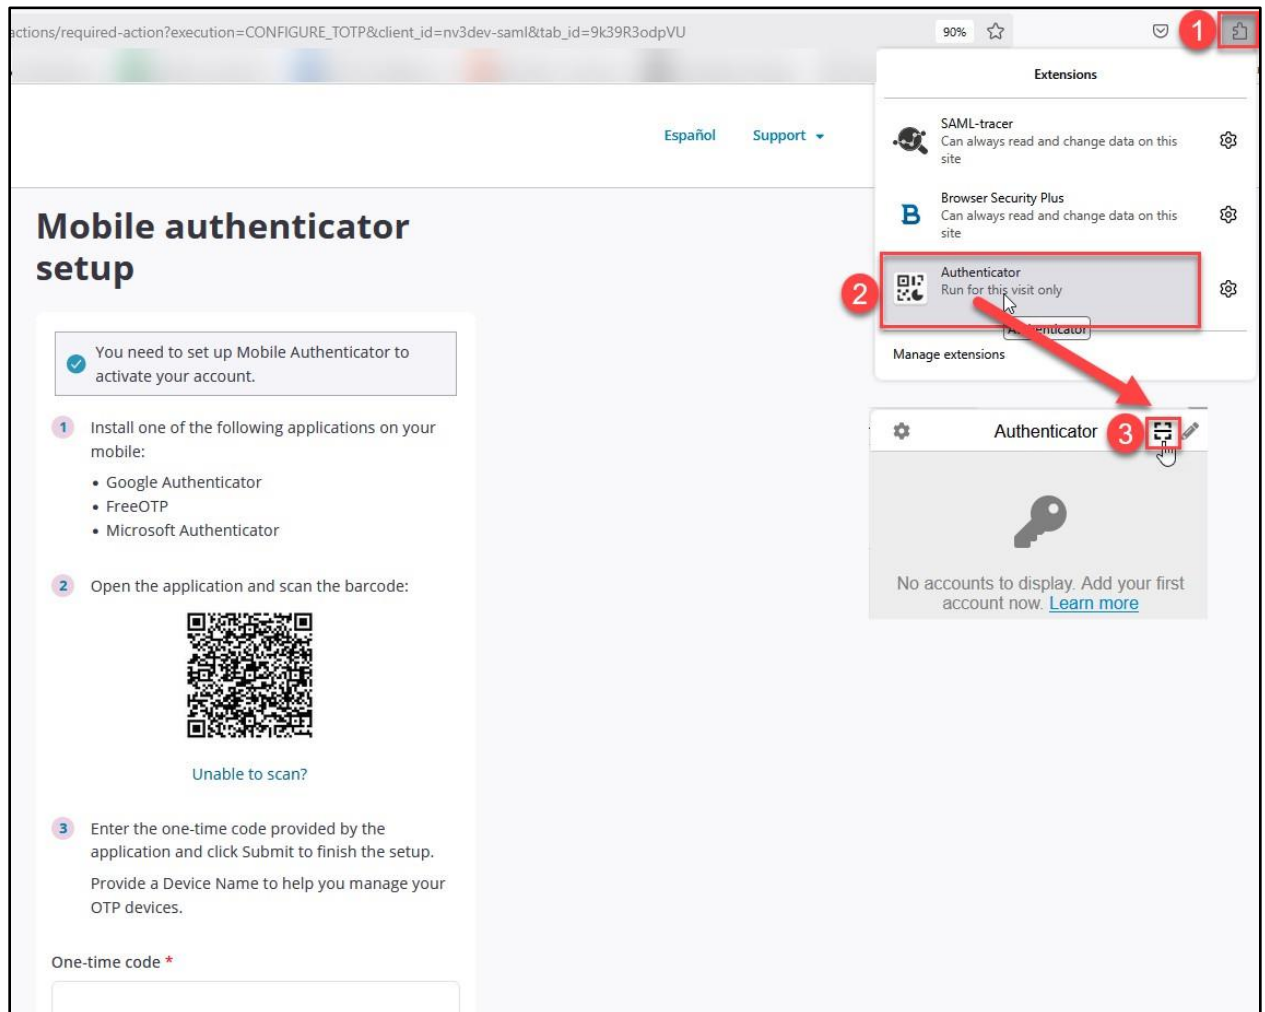 ctions/required-action?execution=CONFIGURE_TOTP&client_id=nv3dev-saml&tab_id=9k39R3odpVU
90%
1
Extensions
SAML-tracer
Can always read and change data on this
site
Browser Security Plus
Can always read and change data on this
site
2
Authenticator
Run for this visit only
Authenticator
Manage extensions
Español
Support
Mobile authenticator
setup
You need to set up Mobile Authenticator to
activate your account.
1 Install one of the following applications on your
mobile:
• Google Authenticator
• FreeOTP
• Microsoft Authenticator
2 Open the application and scan the barcode:
Unable to scan?
3 Enter the one-time code provided by the
application and click Submit to finish the setup.
Provide a Device Name to help you manage your
OTP devices.
One-time code *
Authenticator
3
No accounts to display. Add your first
account now. Learn more